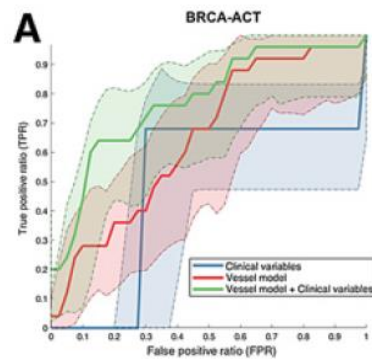 A
BRCA-ACT
True positive ratio (TPR)
0.9
0.8
0.7
0.6
0.5
0.4
0.3
0.2
0.1
0
0 0.1 0.2 0.3 0.4 0.5 0.6 0.7 0.8 0.9 1
False positive ratio (FPR)
Clinical variables
Vessel model
Vessel model + Clinical variables